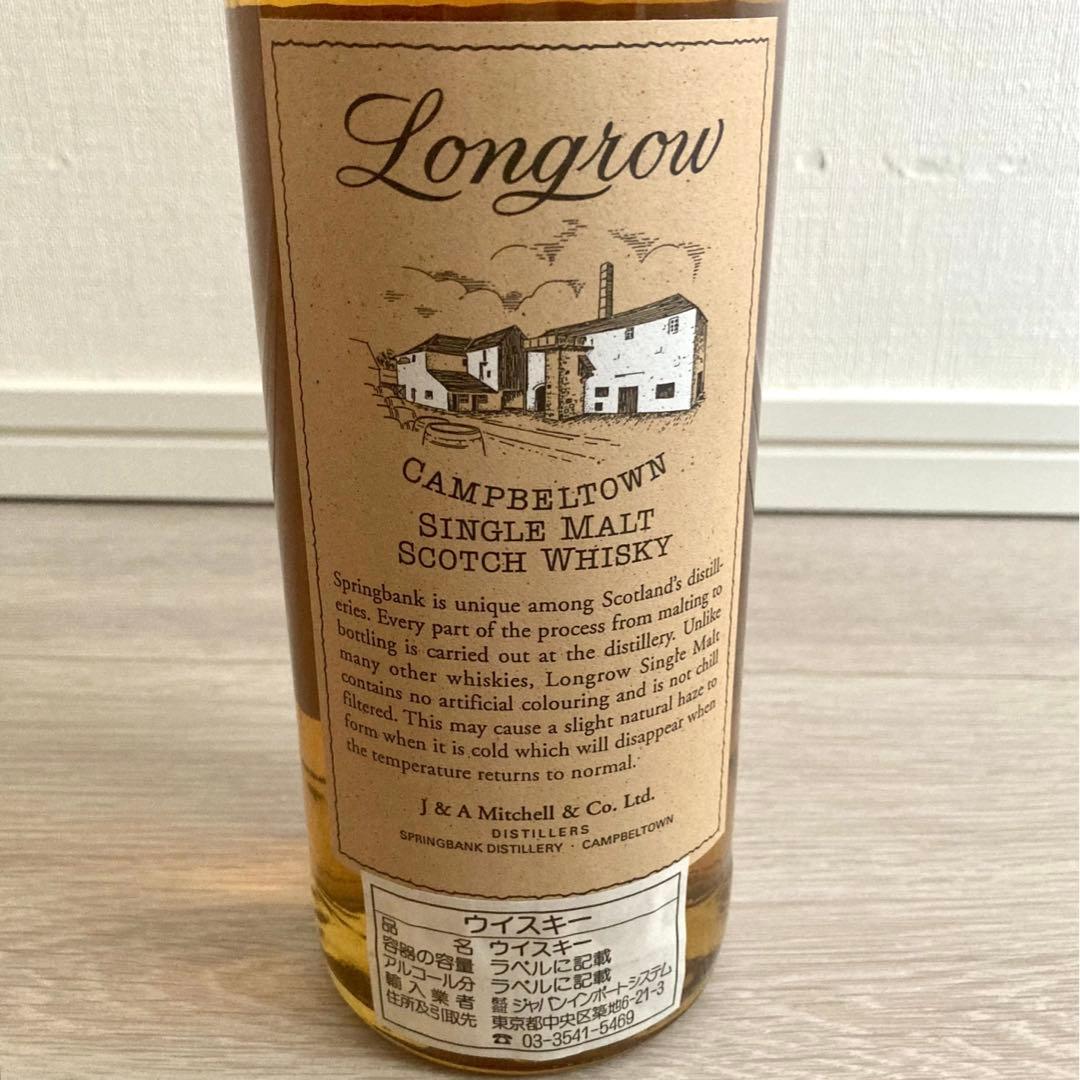 Longrow
CAMPBELTOWN
SINGLE MALT
SCOTCH WHISKY
Springbank is unique among Scotland's distill-
eries. Every part of the process from malting to
bottling is carried out at the distillery. Unlike
many other whiskies, Longrow Single Malt
contains no artificial colouring and is not chill
filtered. This may cause a slight natural haze to
form when it is cold which will disappear when
the temperature returns to normal.
J & A Mitchell & Co. Ltd.
DISTILLERS
SPRINGBANK DISTILLERY · CAMPBELTOWN
ウイスキー
品名 ウイスキー
容器の容量 ラベルに記載
アルコール分 ラベルに記載
輸入業者 株式会社 ジャパンインポートシステム
住所及引取先 東京都中央区築地6-21-3
☎ 03-3541-5469